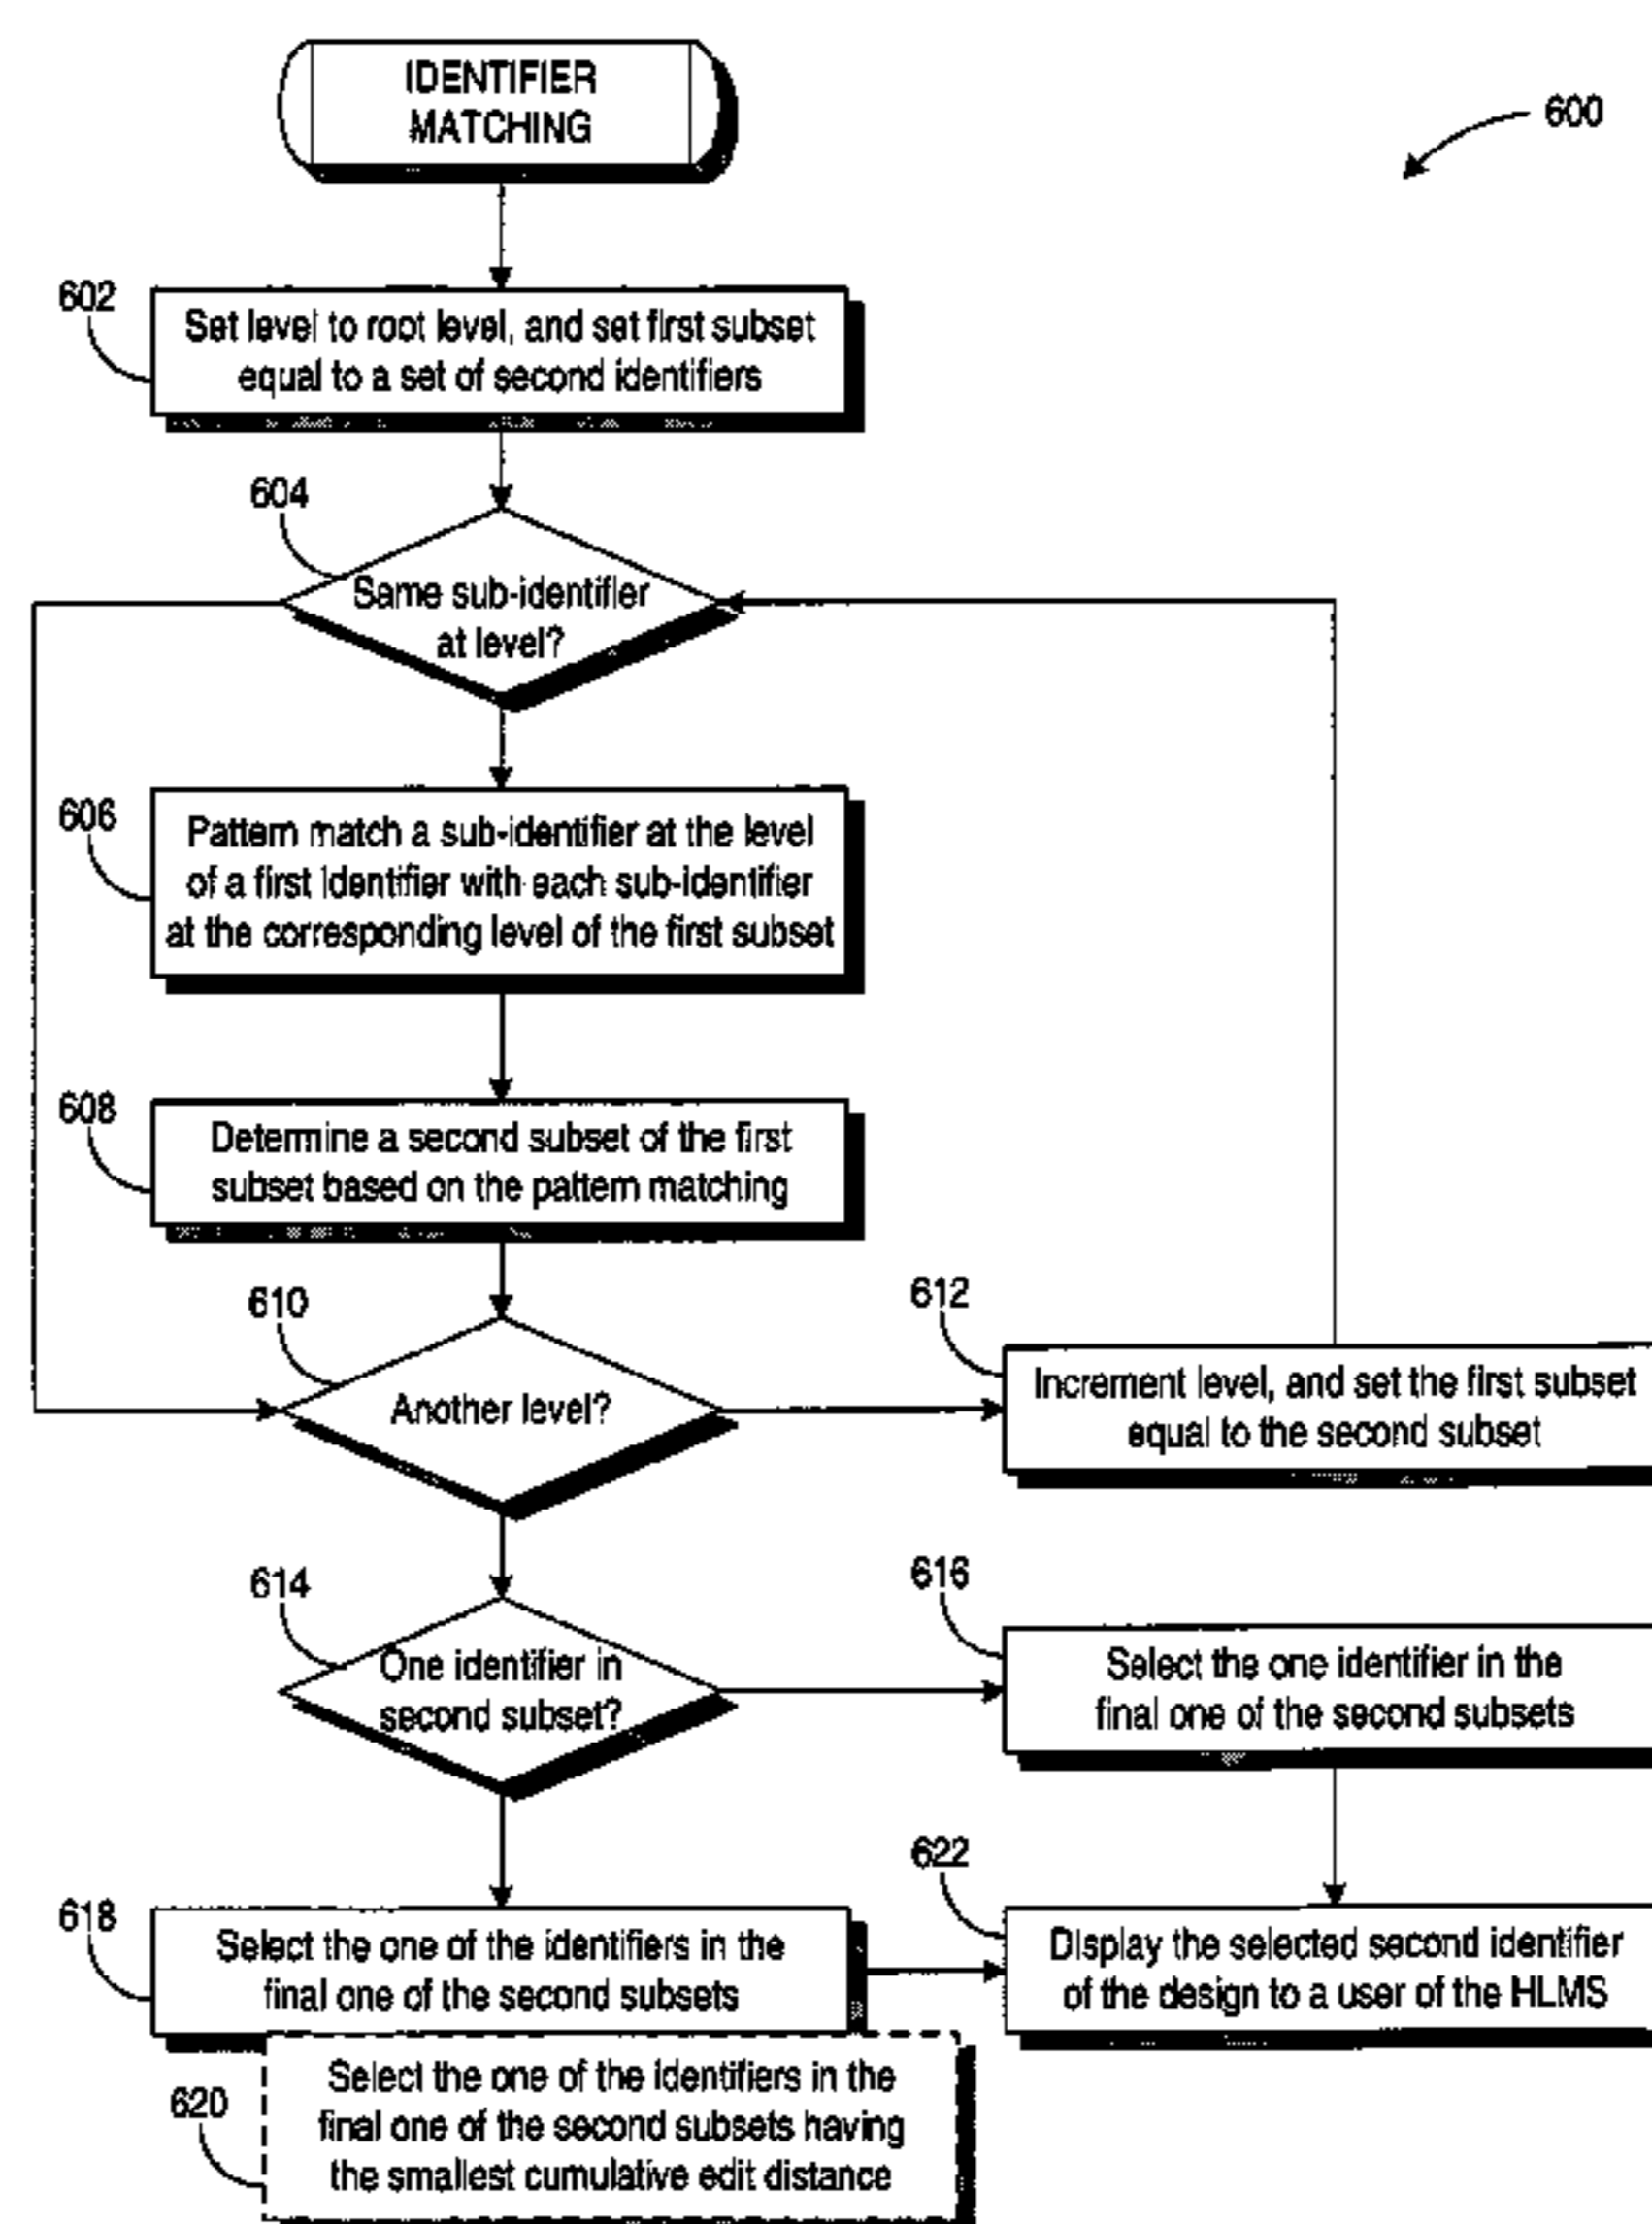 IDENTIFIER
MATCHING
600
602
Set level to root level, and set first subset
equal to a set of second identifiers
604
Same sub-identifier
at level?
606
Pattern match a sub-identifier at the level
of a first identifier with each sub-identifier
at the corresponding level of the first subset
608
Determine a second subset of the first
subset based on the pattern matching
610
Another level?
612
Increment level, and set the first subset
equal to the second subset
614
One identifier in
second subset?
616
Select the one identifier in the
final one of the second subsets
618
Select the one of the identifiers in the
final one of the second subsets
622
Display the selected second identifier
of the design to a user of the HLMS
620
Select the one of the identifiers in the
final one of the second subsets having
the smallest cumulative edit distance